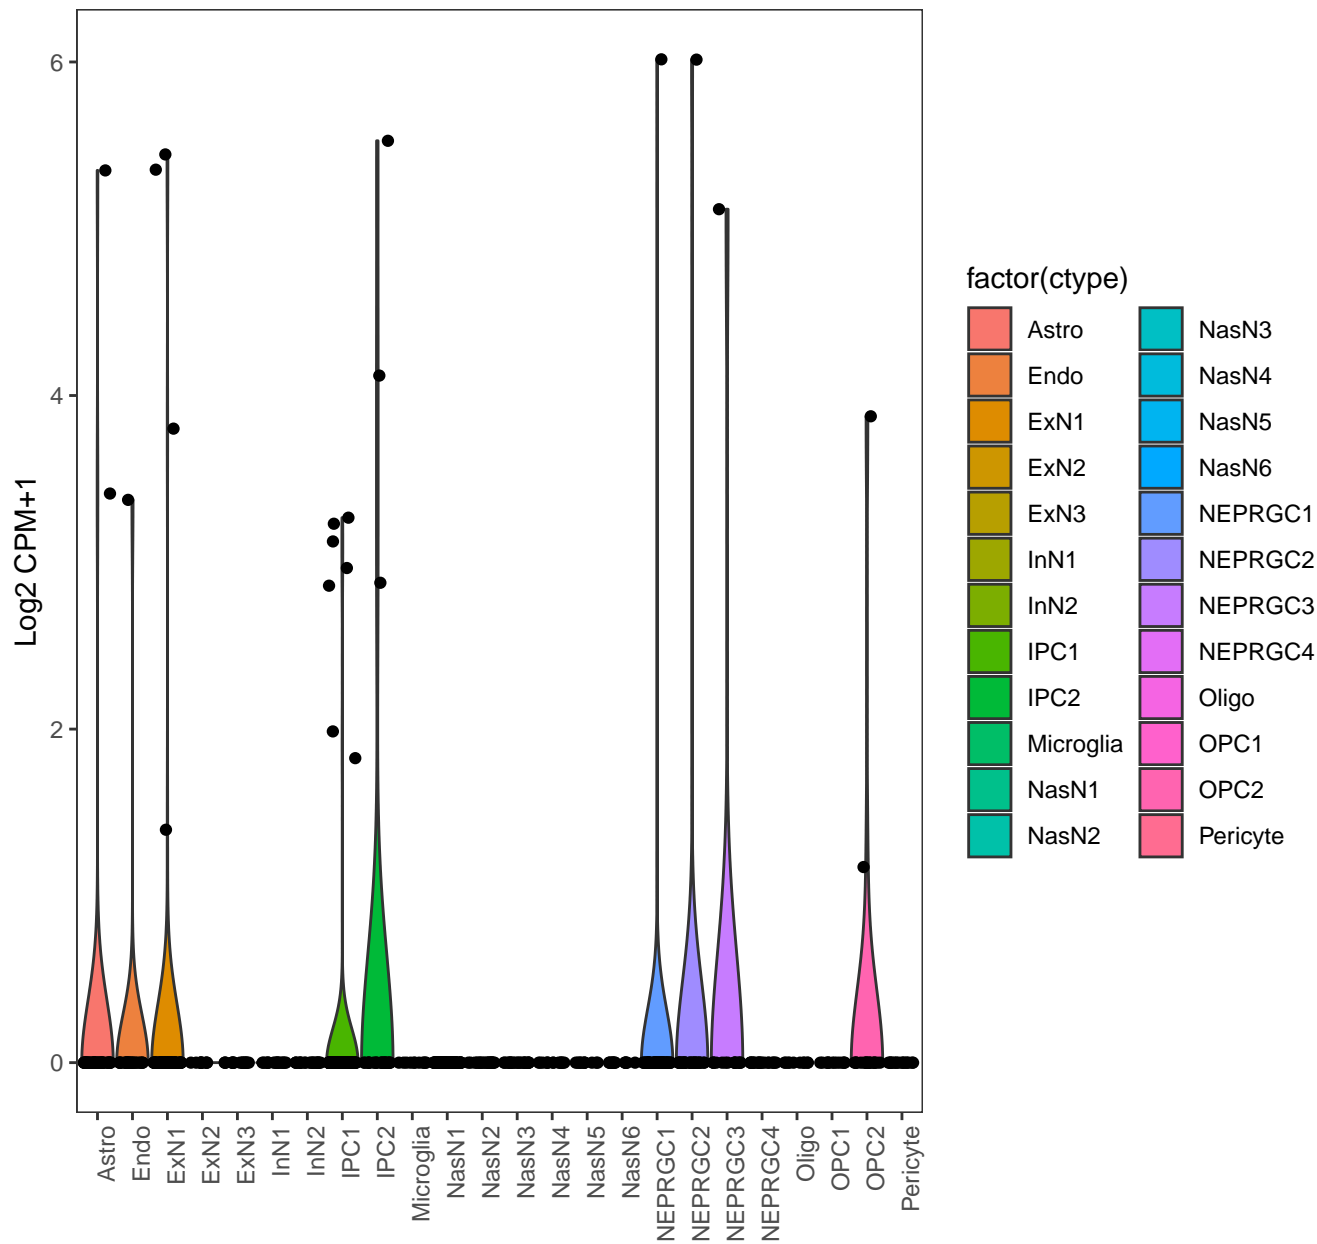 6
4
2
0
Log2 CPM+1
Astro
Endo
ExN1
ExN2
ExN3
InN1
InN2
IPC1
IPC2
Microglia
NasN1
NasN2
NasN3
NasN4
NasN5
NasN6
NEPRGC1
NEPRGC2
NEPRGC3
NEPRGC4
Oligo
OPC1
OPC2
Pericyte
factor(ctype)
Astro
Endo
ExN1
ExN2
ExN3
InN1
InN2
IPC1
IPC2
Microglia
NasN1
NasN2
NasN3
NasN4
NasN5
NasN6
NEPRGC1
NEPRGC2
NEPRGC3
NEPRGC4
Oligo
OPC1
OPC2
Pericyte